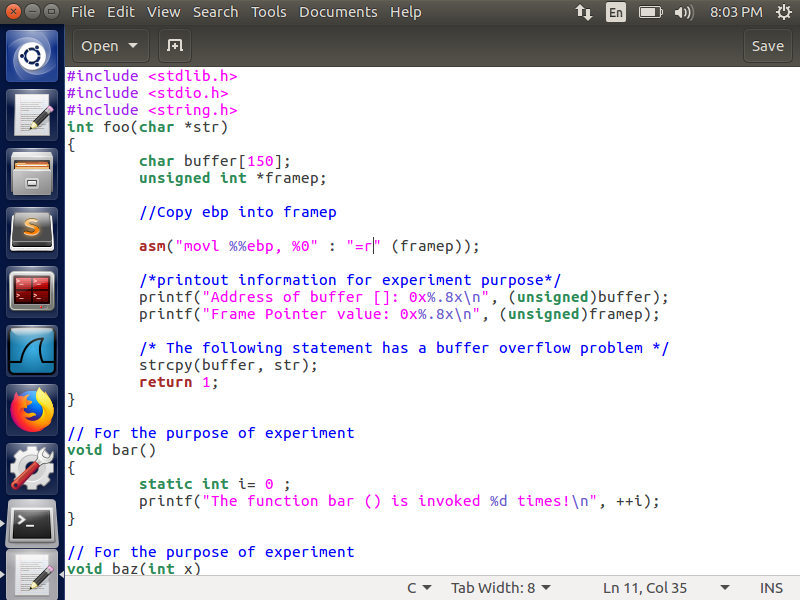 File Edit View Search Tools Documents Help En 8:03 PM
Open Save
#include <stdlib.h>
#include <stdio.h>
#include <string.h>
int foo(char *str)
{
        char buffer[150];
        unsigned int *framep;

        //Copy ebp into framep

        asm("movl %%ebp, %0" : "=r" (framep));

        /*printout information for experiment purpose*/
        printf("Address of buffer []: 0x%.8x\n", (unsigned)buffer);
        printf("Frame Pointer value: 0x%.8x\n", (unsigned)framep);

        /* The following statement has a buffer overflow problem */
        strcpy(buffer, str);
        return 1;
}

// For the purpose of experiment
void bar()
{
        static int i= 0 ;
        printf("The function bar () is invoked %d times!\n", ++i);
}

// For the purpose of experiment
void baz(int x)
C Tab Width: 8 Ln 11, Col 35 INS